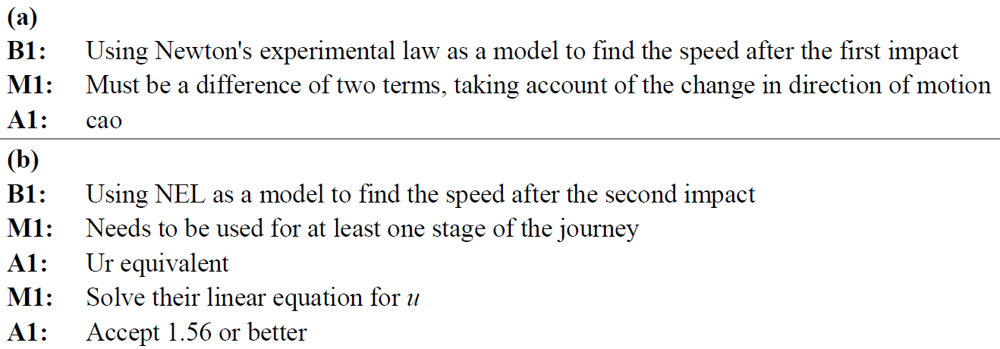 (a)
B1: Using Newton's experimental law as a model to find the speed after the first impact
M1: Must be a difference of two terms, taking account of the change in direction of motion
A1: cao
(b)
B1: Using NEL as a model to find the speed after the second impact
M1: Needs to be used for at least one stage of the journey
A1: Ur equivalent
M1: Solve their linear equation for u
A1: Accept 1.56 or better